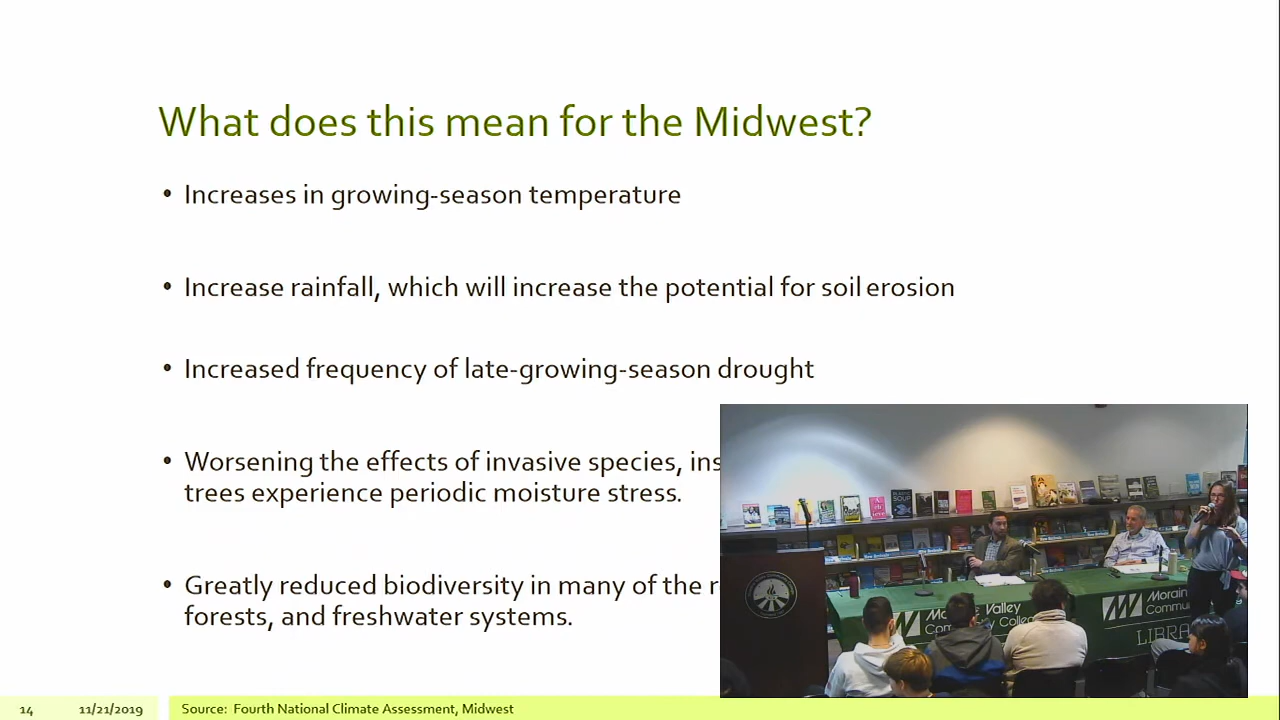 What does this mean for the Midwest?
• Increases in growing-season temperature
• Increase rainfall, which will increase the potential for soil erosion
• Increased frequency of late-growing-season drought
• Worsening the effects of invasive species,
trees experience periodic moisture stress.
• Greatly reduced biodiversity in many of the
forests, and freshwater systems.
Valley
LIBRA
14 11/21/2019 Source: Fourth National Climate Assessment, Midwest